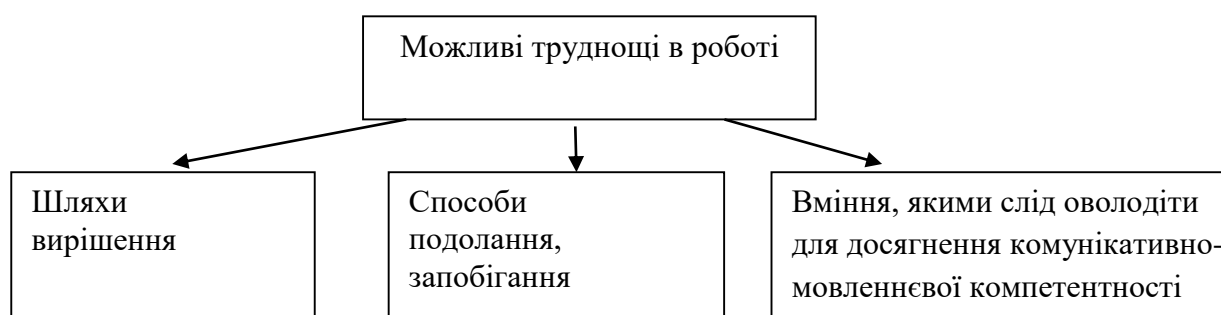 Можливі труднощі в роботі
Шляхи
вирішення
Способи
подолання,
запобігання
Вміння, якими слід оволодіти
для досягнення комунікативно-
мовленнєвої компетентності